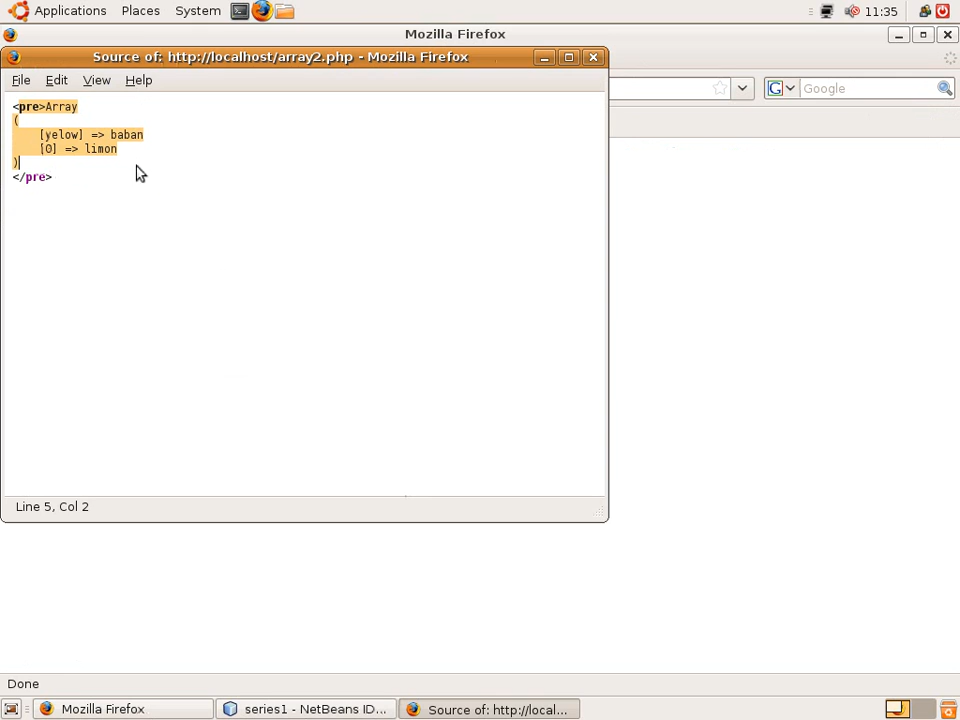 Applications Places System 11:35
Mozilla Firefox
Source of: http://localhost/array2.php - Mozilla Firefox
File Edit View Help
G Google
<pre>Array
(
[yelow] => baban
[0] => limon
)
</pre>
Line 5, Col 2
Done
Mozilla Firefox series1 - NetBeans ID... Source of: http://local...